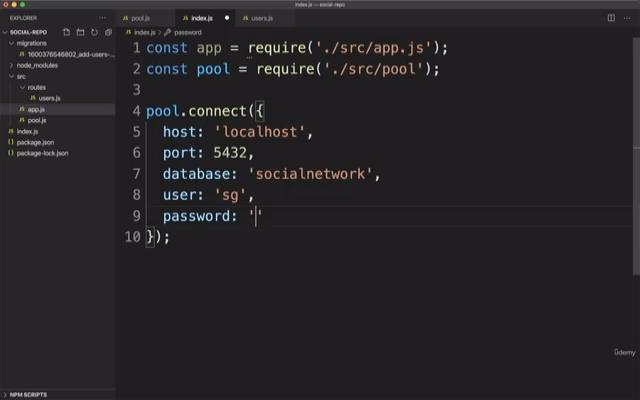 index.js — social-repo
EXPLORER
pool.js
index.js
users.js
SOCIAL-REPO
migrations
1600376546802_add-users-...
node_modules
src
routes
users.js
app.js
pool.js
index.js
package.json
package-lock.json
index.js > password
1 const app = require('./src/app.js');
2 const pool = require('./src/pool');
3
4 pool.connect({
5 host: 'localhost',
6 port: 5432,
7 database: 'socialnetwork',
8 user: 'sg',
9 password: ''
10 });
ûdemy
NPM SCRIPTS